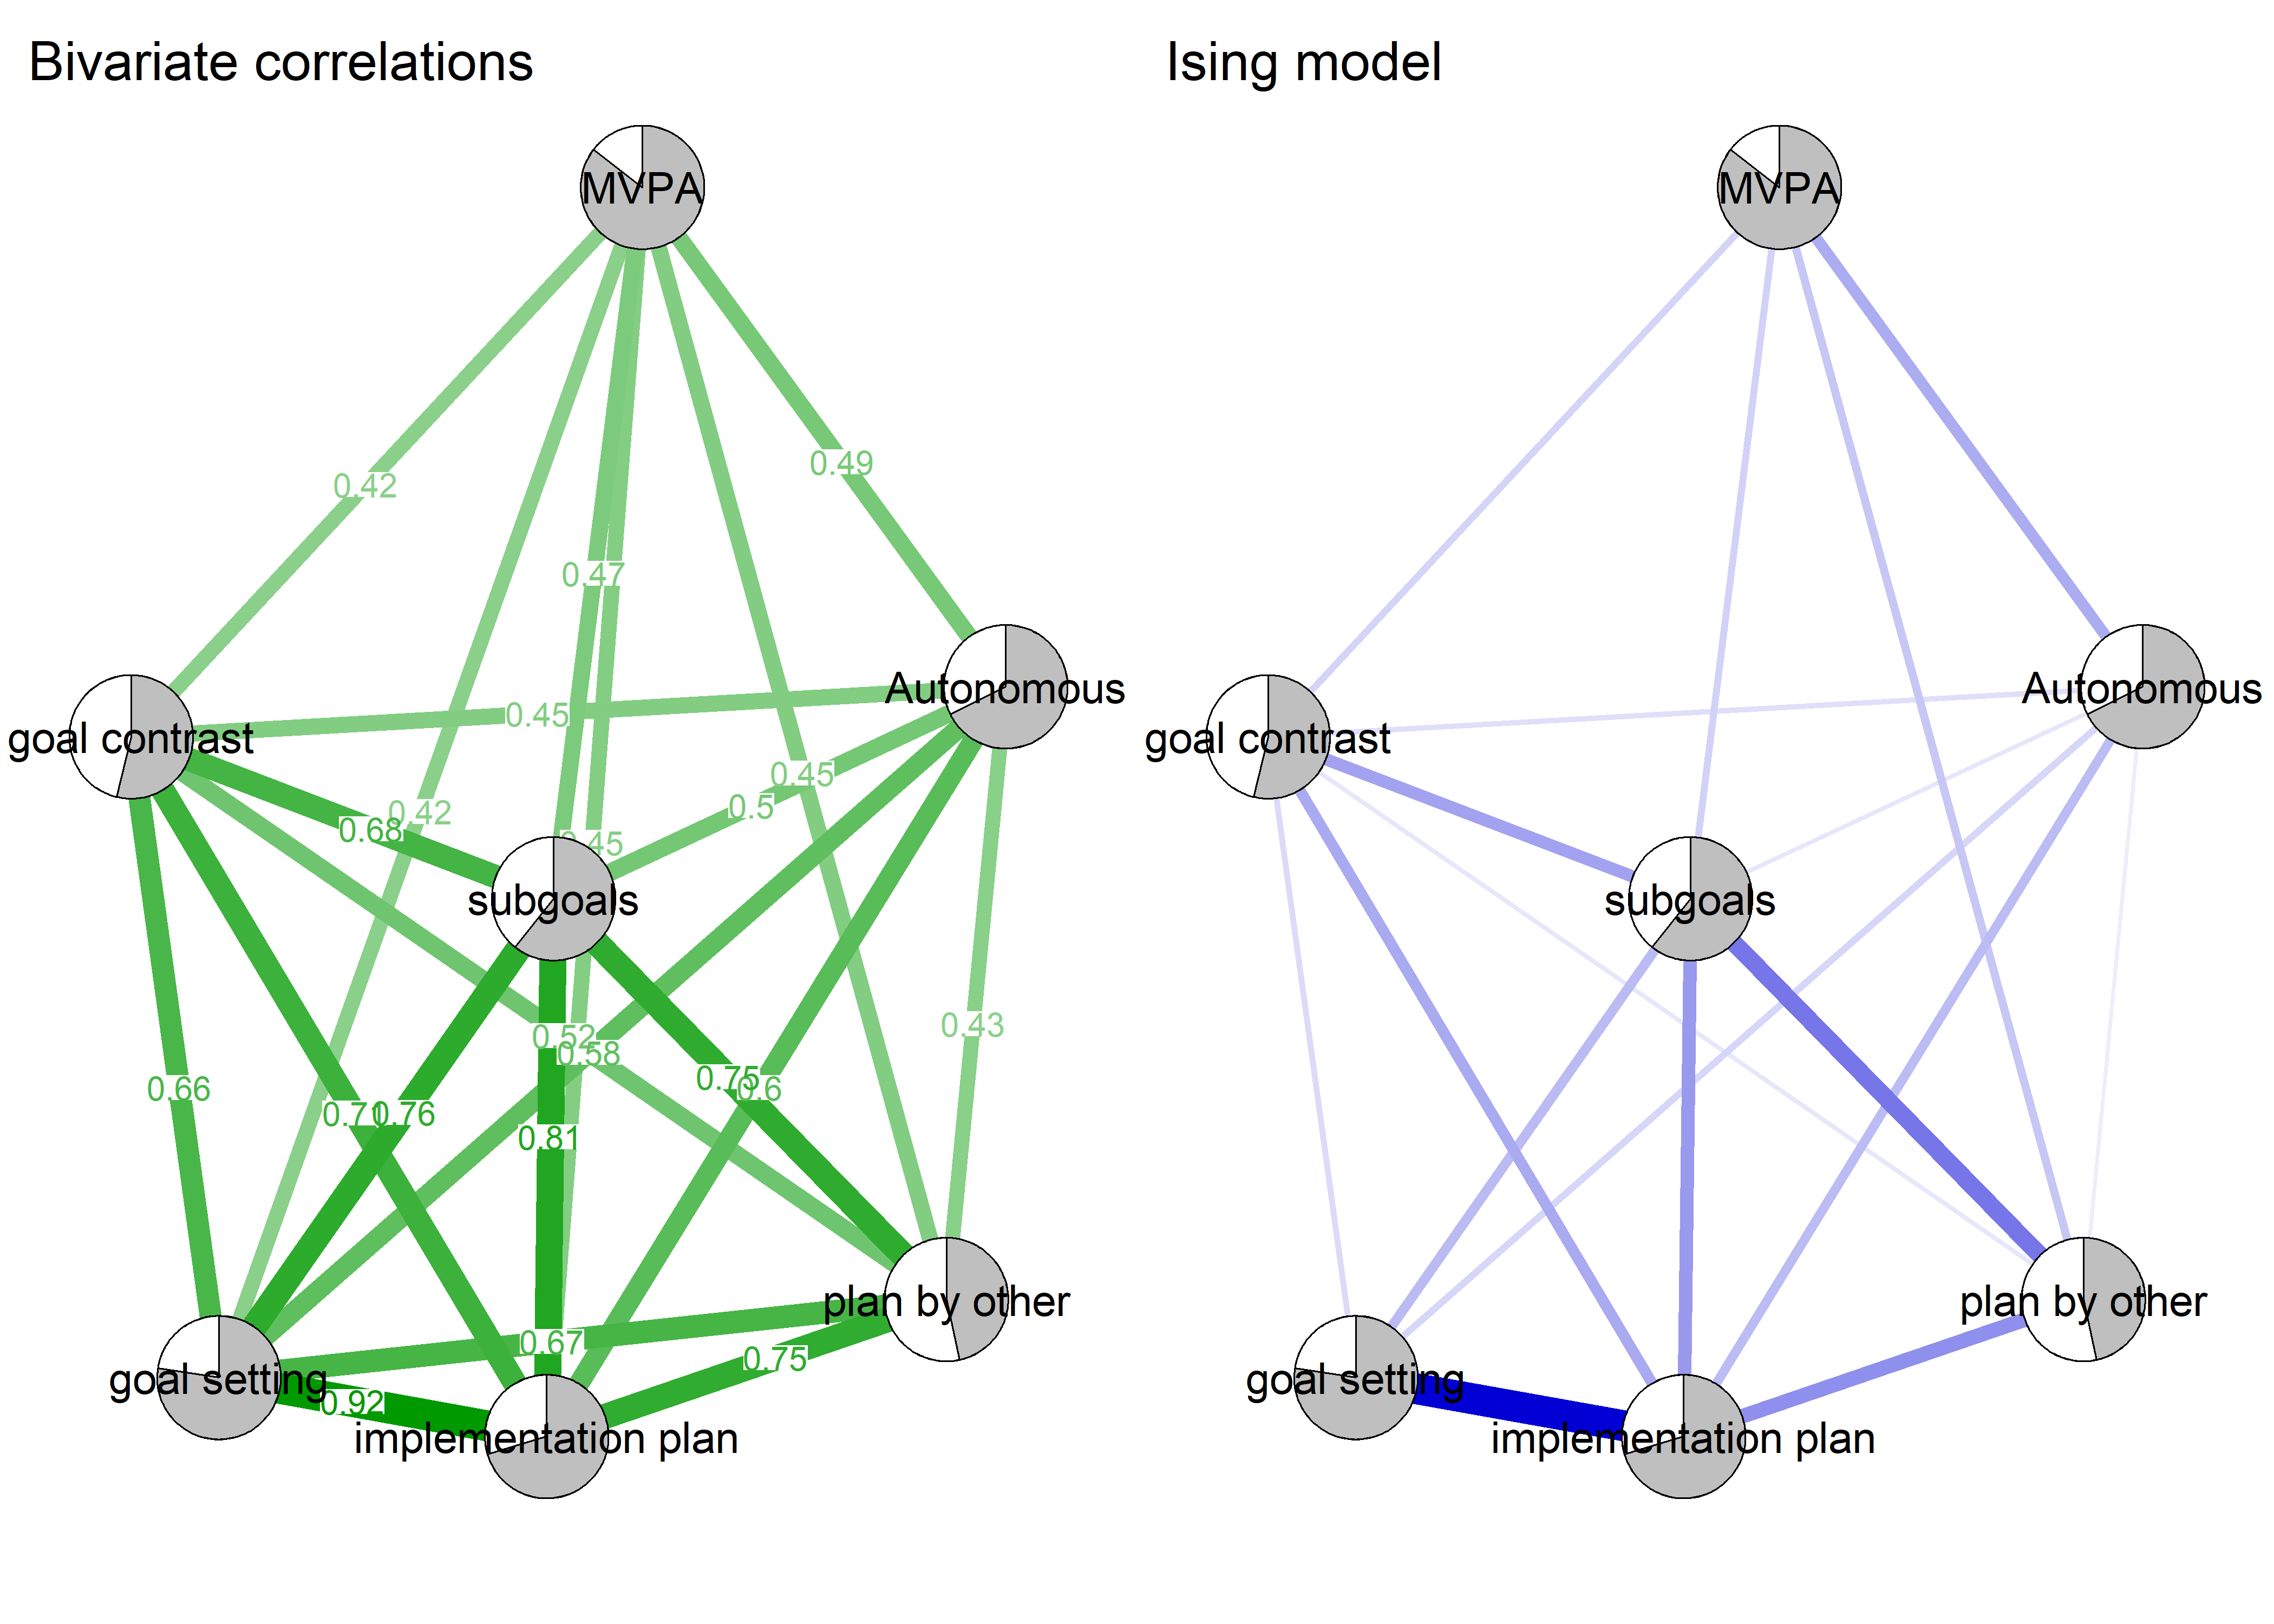 Bivariate correlations
Ising model
MVPA
MVPA
0.49
0.42
0.47
Autonomous
Autonomous
0.45
goal contrast
goal contrast
0.45
0.5
0.42
0.68
0.45
subgoals
subgoals
0.43
0.52
0.58
0.75
0.6
0.66
0.71
0.76
0.81
plan by other
plan by other
0.67
0.75
goal setting
goal setting
0.92
implementation plan
implementation plan